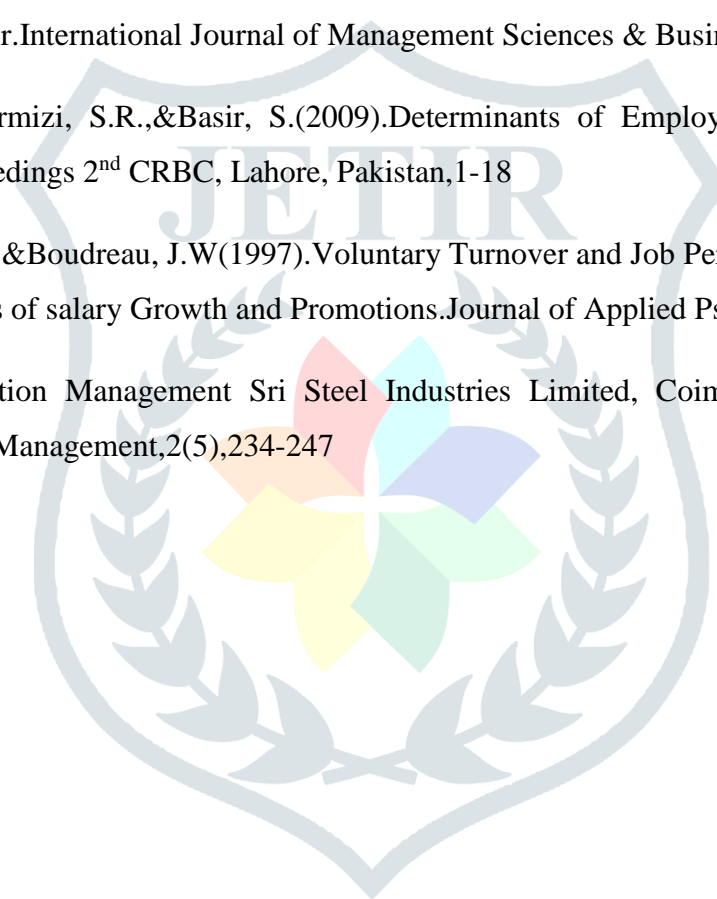 r.International Journal of Management Sciences & Busin
rmizi, S.R.,&Basir, S.(2009).Determinants of Employ
edings 2nd CRBC, Lahore, Pakistan,1-18
&Boudreau, J.W(1997).Voluntary Turnover and Job Per
s of salary Growth and Promotions.Journal of Applied Ps
tion Management Sri Steel Industries Limited, Coim
Management,2(5),234-247
JETIR